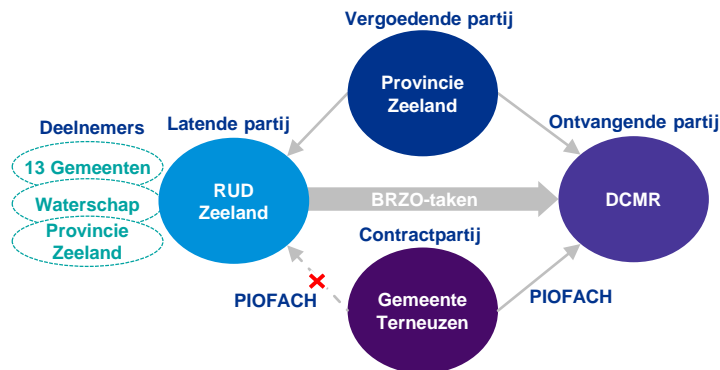 Vergoedende partij
Provincie
Zeeland
Deelnemers
Latende partij
Ontvangende partij
13 Gemeenten
Waterschap
Provincie
Zeeland
RUD
Zeeland
BRZO-taken
DCMR
Contractpartij
PIOFACH
Gemeente
Terneuzen
PIOFACH